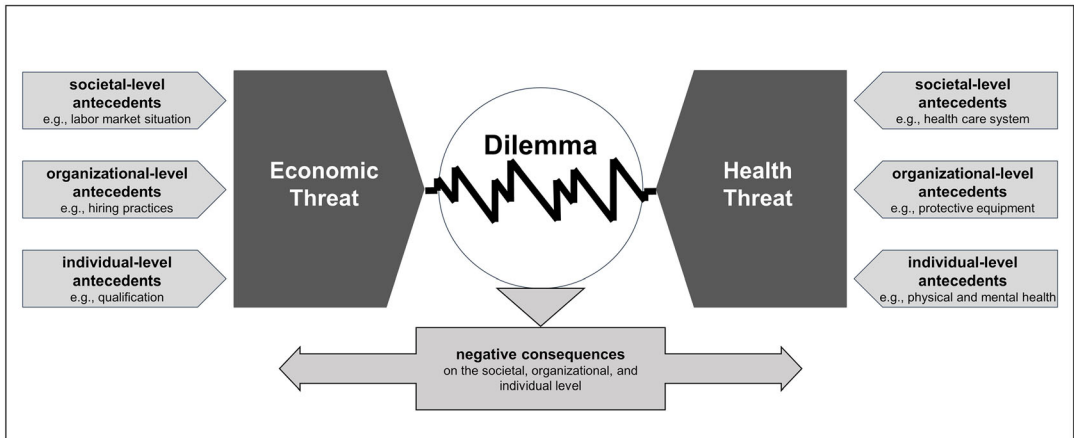 societal-level
antecedents
e.g., labor market situation
organizational-level
antecedents
e.g., hiring practices
individual-level
antecedents
e.g., qualification
Economic
Threat
Dilemma
Health
Threat
societal-level
antecedents
e.g., health care system
organizational-level
antecedents
e.g., protective equipment
individual-level
antecedents
e.g., physical and mental health
negative consequences
on the societal, organizational, and
individual level